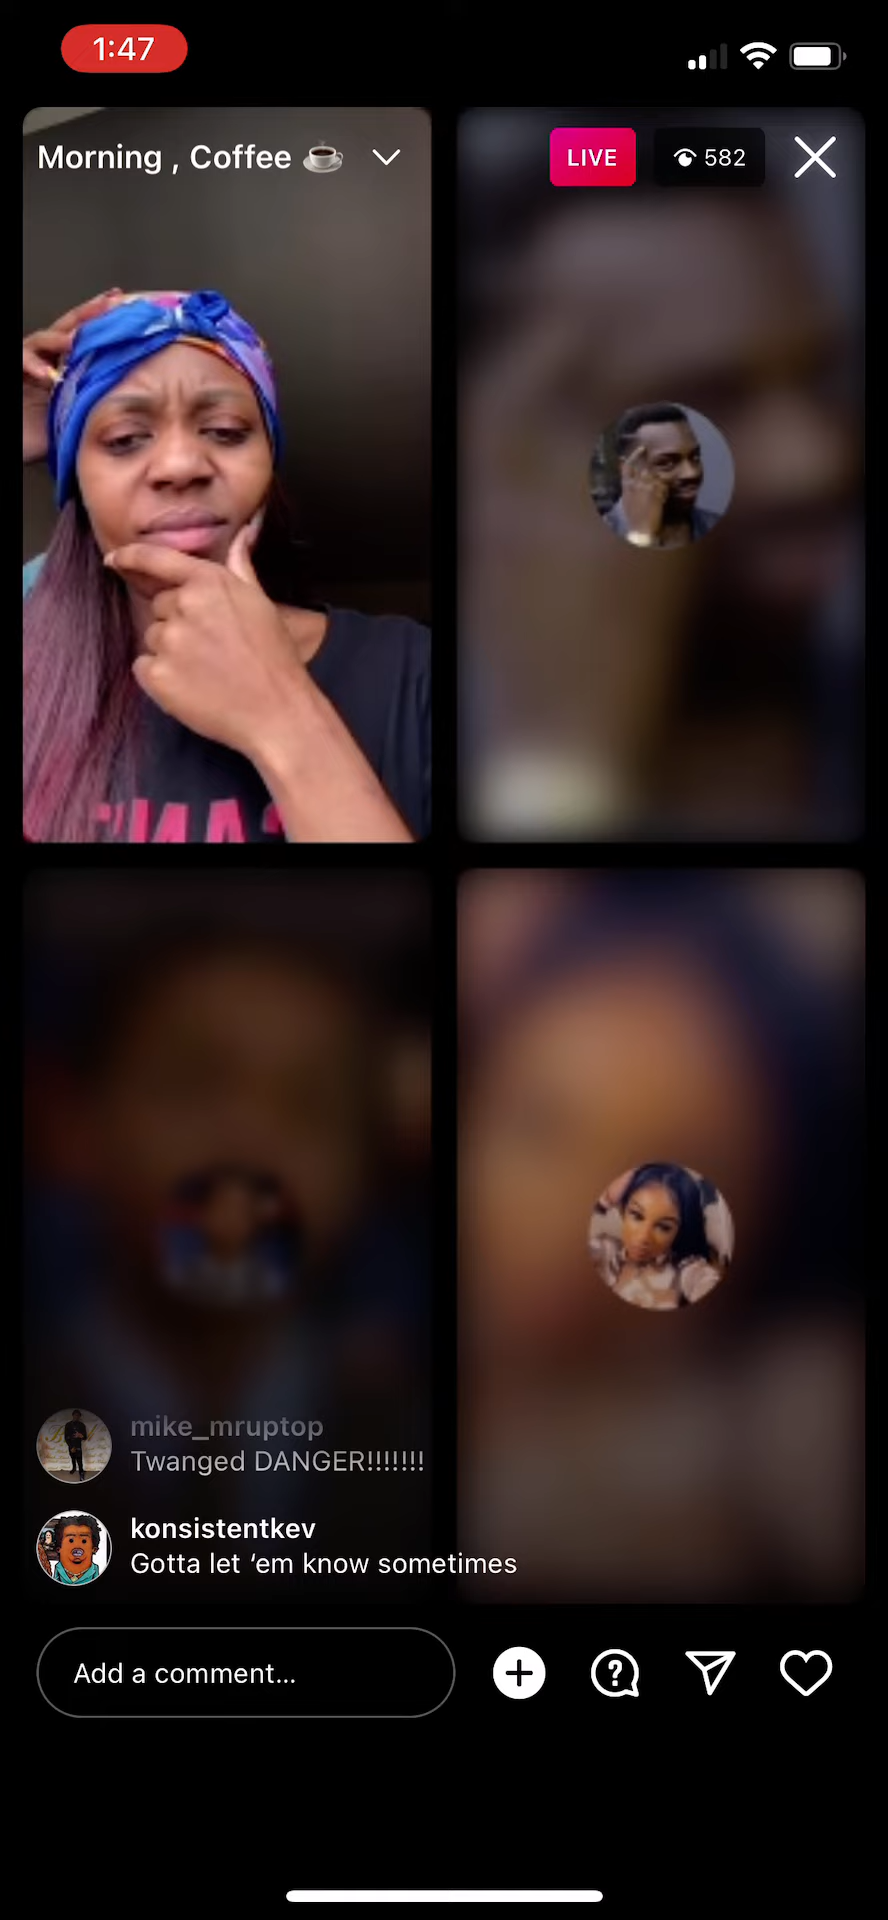 1:47
Morning , Coffee ☕
LIVE
582
mike_mruptop
Twanged DANGER!!!!!!!
konsistentkev
Gotta let ‘em know sometimes
Add a comment...